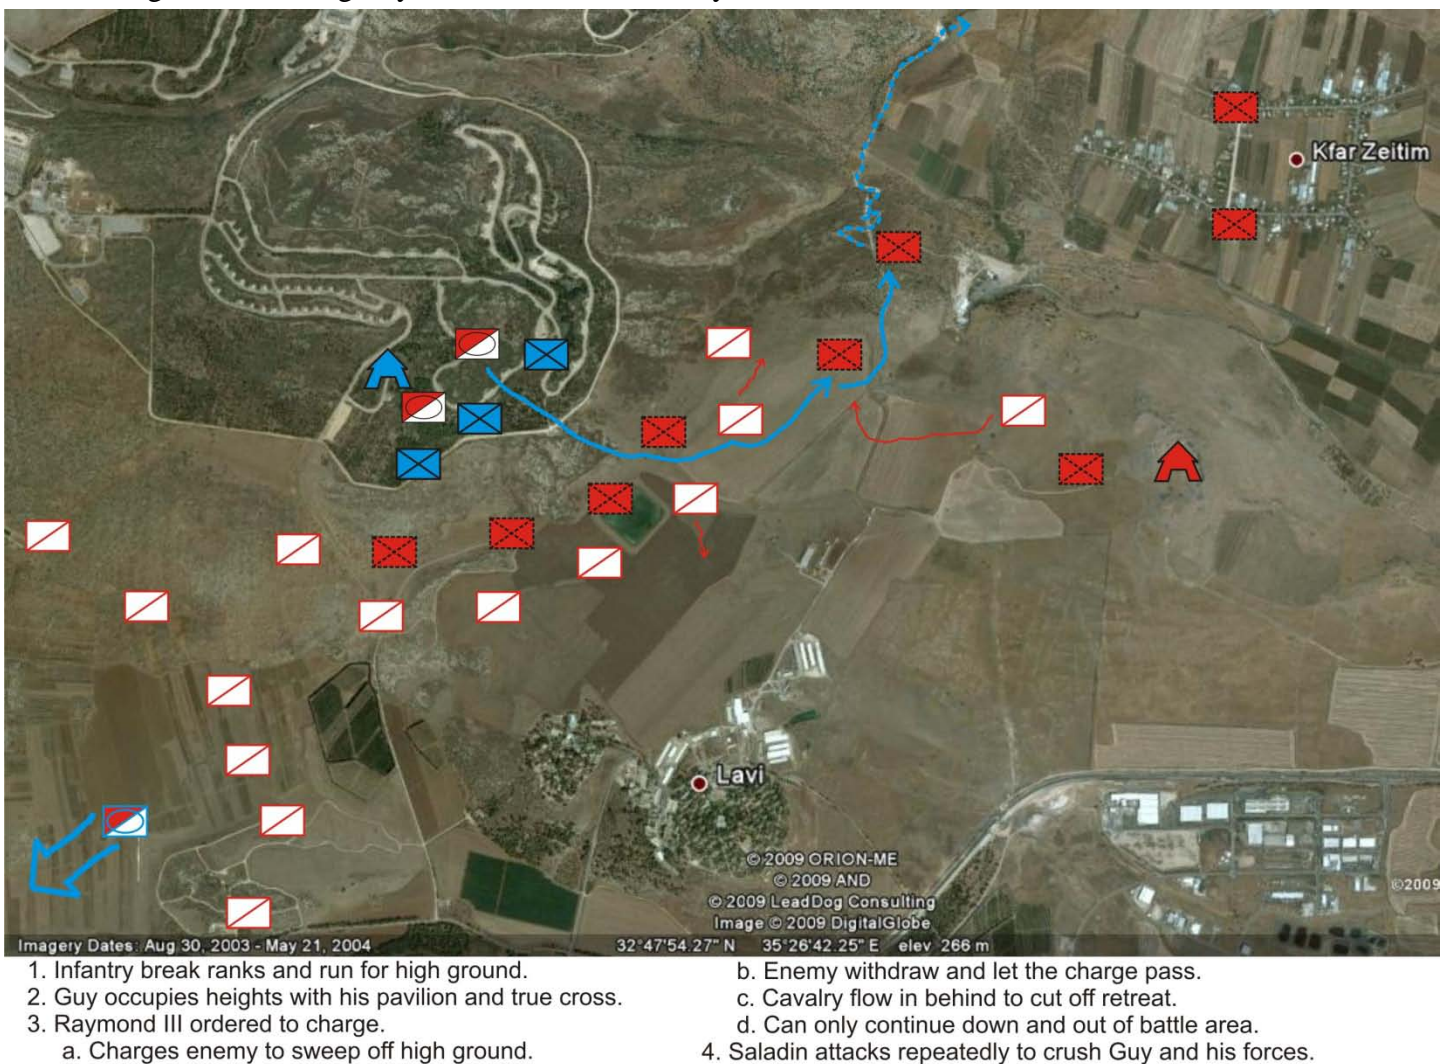 Kfar Zeitim
Lavi
© 2009 ORION-ME
© 2009 AND
© 2009 LeadDog Consulting
Image © 2009 DigitalGlobe
©2009
Imagery Dates: Aug 30, 2003 - May 21, 2004
32°47'54.27" N 35°26'42.25" E elev 266 m
1. Infantry break ranks and run for high ground.
2. Guy occupies heights with his pavilion and true cross.
3. Raymond III ordered to charge.
a. Charges enemy to sweep off high ground.
b. Enemy withdraw and let the charge pass.
c. Cavalry flow in behind to cut off retreat.
d. Can only continue down and out of battle area.
4. Saladin attacks repeatedly to crush Guy and his forces.